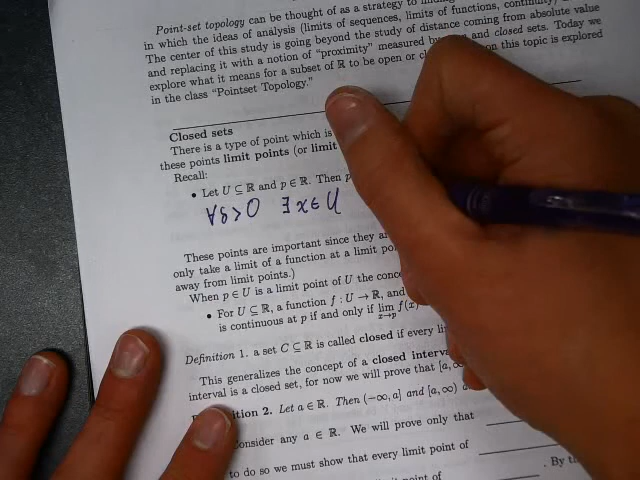 Point-set topology can be thought of as a strategy to
in which the ideas of analysis (limits of sequences, limits of functions, continuity)
The center of this study is going beyond the study of distance coming from absolute value
and replacing it with a notion of "proximity" measured by and closed sets. Today we
explore what it means for a subset of ℝ to be open or on this topic is explored
in the class "Pointset Topology."
Closed sets
There is a type of point which is
these points limit points (or limit
Recall:
• Let U ⊆ ℝ and p ∈ ℝ. Then
∀δ>0 ∃x∈U
These points are important since they
only take a limit of a function at a limit
away from limit points.)
When p ∈ U is a limit point of U the
• For U ⊆ ℝ, a function f : U → ℝ, and
is continuous at p if and only if lim x→p f(x)
Definition 1. a set C ⊆ ℝ is called closed if every
This generalizes the concept of a closed
interval is a closed set, for now we will prove that [a, ∞
2. Let a ∈ ℝ. Then (−∞, a] and [a, ∞)
Consider any a ∈ ℝ. We will prove only that
to do so we must show that every limit point of
. By
point of